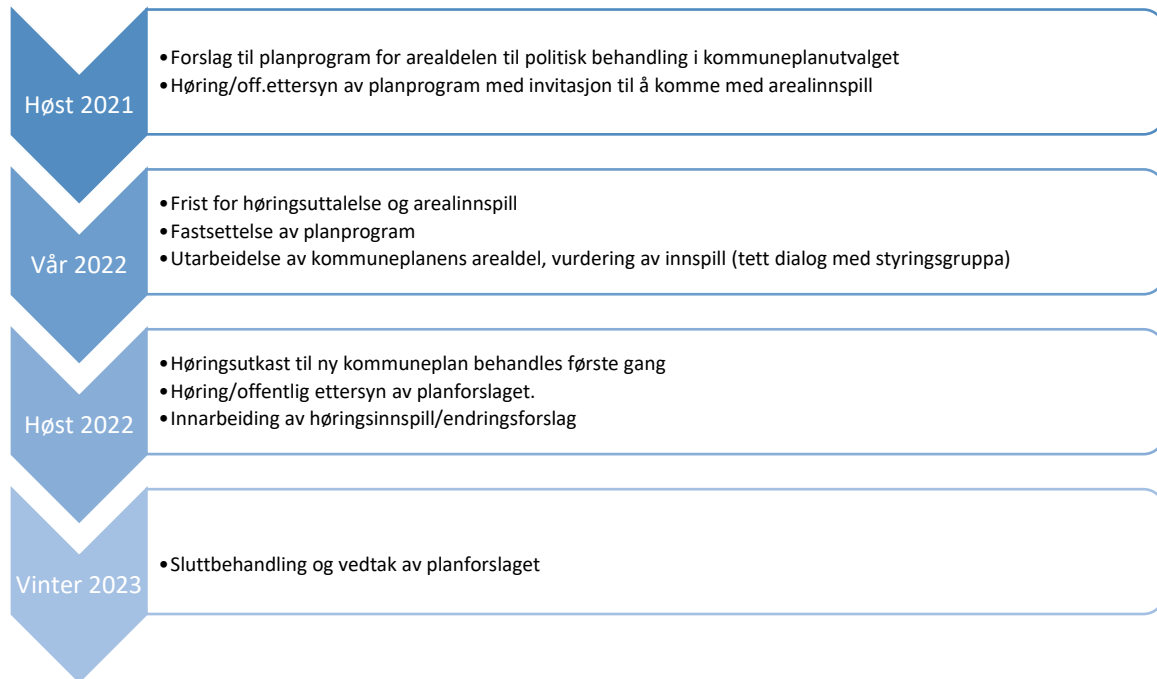 Høst 2021
•Forslag til planprogram for arealdelen til politisk behandling i kommuneplanutvalget
•Høring/off.ettersyn av planprogram med invitasjon til å komme med arealinnspill
Vår 2022
•Frist for høringsuttalelse og arealinnspill
•Fastsettelse av planprogram
•Utarbeidelse av kommuneplanens arealdel, vurdering av innspill (tett dialog med styringsgruppa)
Høst 2022
•Høringsutkast til ny kommuneplan behandles første gang
•Høring/offentlig ettersyn av planforslaget.
•Innarbeiding av høringsinnspill/endringsforslag
Vinter 2023
•Sluttbehandling og vedtak av planforslaget